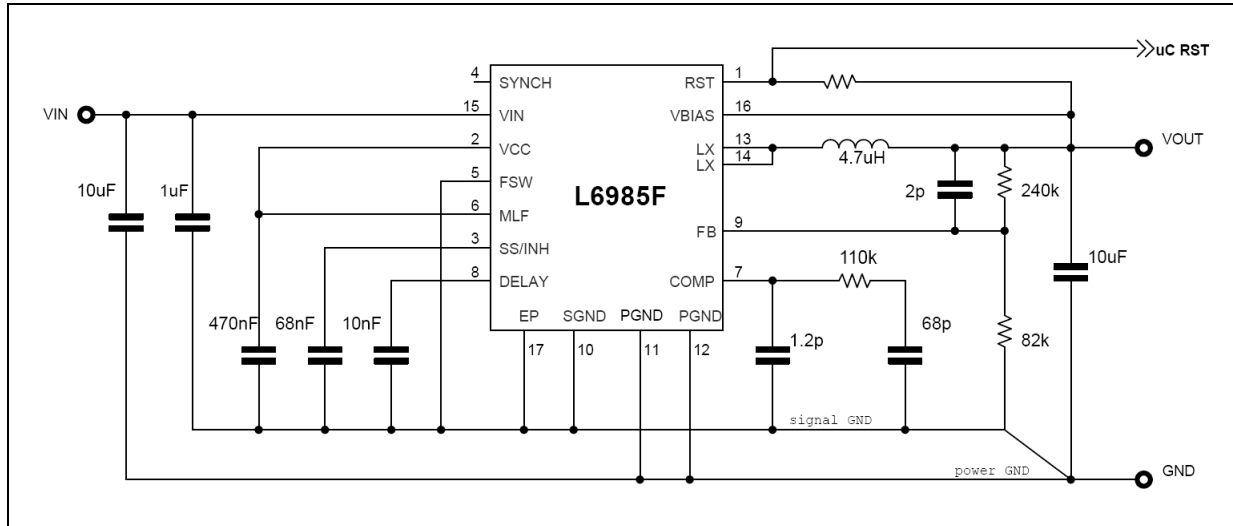 uC RST
4
SYNCH
RST
1
VIN
15
VIN
VBIAS
16
2
VCC
LX
13
LX
14
4.7uH
VOUT
10uF
1uF
5
FSW
L6985F
2p
240k
6
MLF
FB
9
3
SS/INH
110k
10uF
8
DELAY
COMP
7
470nF
68nF
10nF
EP
SGND
PGND
PGND
17
10
11
12
1.2p
68p
82k
signal GND
power GND
GND